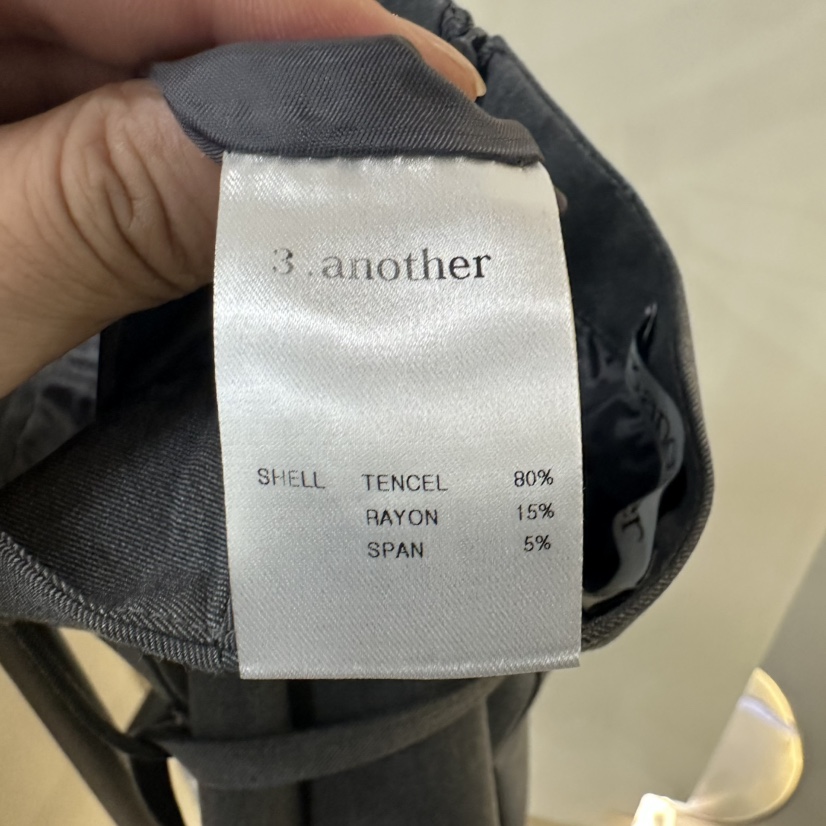 3.another
SHELL TENCEL 80%
RAYON 15%
SPAN 5%